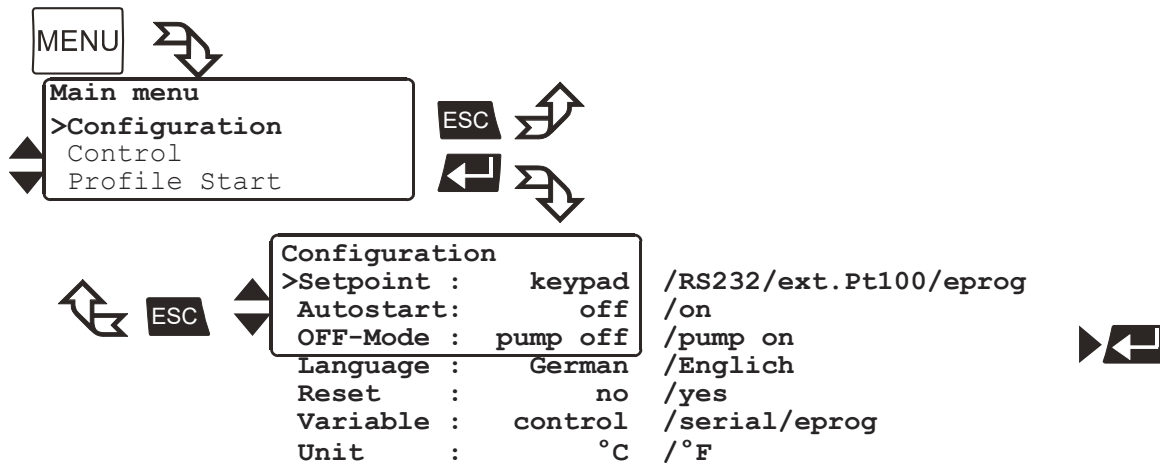 MENU
Main menu
>Configuration
Control
Profile Start
ESC
Configuration
>Setpoint : keypad /RS232/ext.Pt100/eprog
Autostart: off /on
OFF-Mode : pump off /pump on
Language : German /Englich
Reset : no /yes
Variable : control /serial/eprog
Unit : °C /°F
ESC